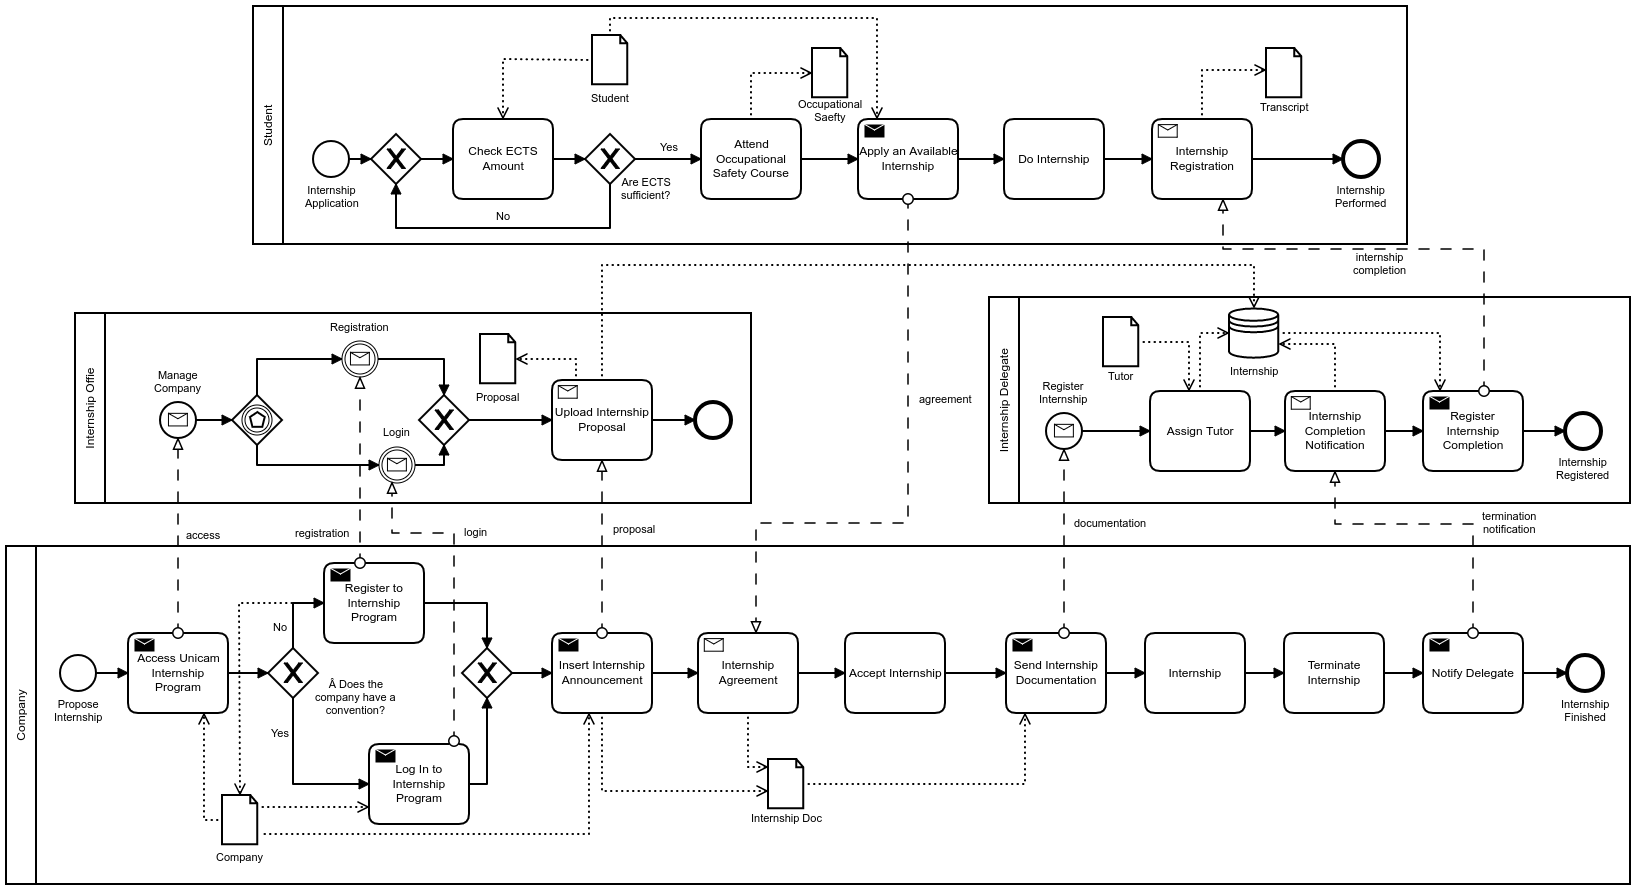 Student
Student
Occupational
Saefty
Transcript
Internship
Application
Check ECTS
Amount
Are ECTS
sufficient?
Yes
No
Attend
Occupational
Safety Course
Apply an Available
Internship
Do Internship
Internship
Registration
Internship
Performed
internship
completion
agreement
Internship Offie
Manage
Company
Registration
Login
Proposal
Upload Internship
Proposal
Internship Delegate
Register
Internship
Tutor
Internship
Assign Tutor
Internship
Completion
Notification
Register
Internship
Completion
Internship
Registered
access
registration
login
proposal
documentation
termination
notification
Company
Propose
Internship
Access Unicam
Internship
Program
No
Yes
Â Does the
company have a
convention?
Register to
Internship
Program
Log In to
Internship
Program
Company
Insert Internship
Announcement
Internship
Agreement
Internship Doc
Accept Internship
Send Internship
Documentation
Internship
Terminate
Internship
Notify Delegate
Internship
Finished